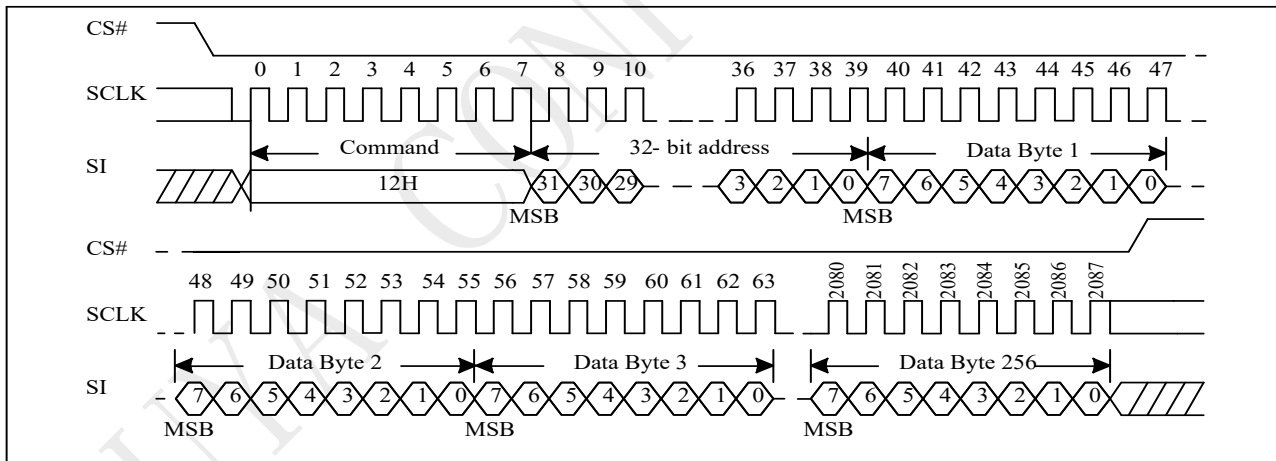 CS#
0 1 2 3 4 5 6 7 8 9 10 36 37 38 39 40 41 42 43 44 45 46 47
SCLK
Command 32- bit address Data Byte 1
SI
12H 31 30 29 3 2 1 0 7 6 5 4 3 2 1 0
MSB MSB
CS#
48 49 50 51 52 53 54 55 56 57 58 59 60 61 62 63 2080 2081 2082 2083 2084 2085 2086 2087
SCLK
Data Byte 2 Data Byte 3 Data Byte 256
SI
7 6 5 4 3 2 1 0 7 6 5 4 3 2 1 0 7 6 5 4 3 2 1 0
MSB MSB MSB